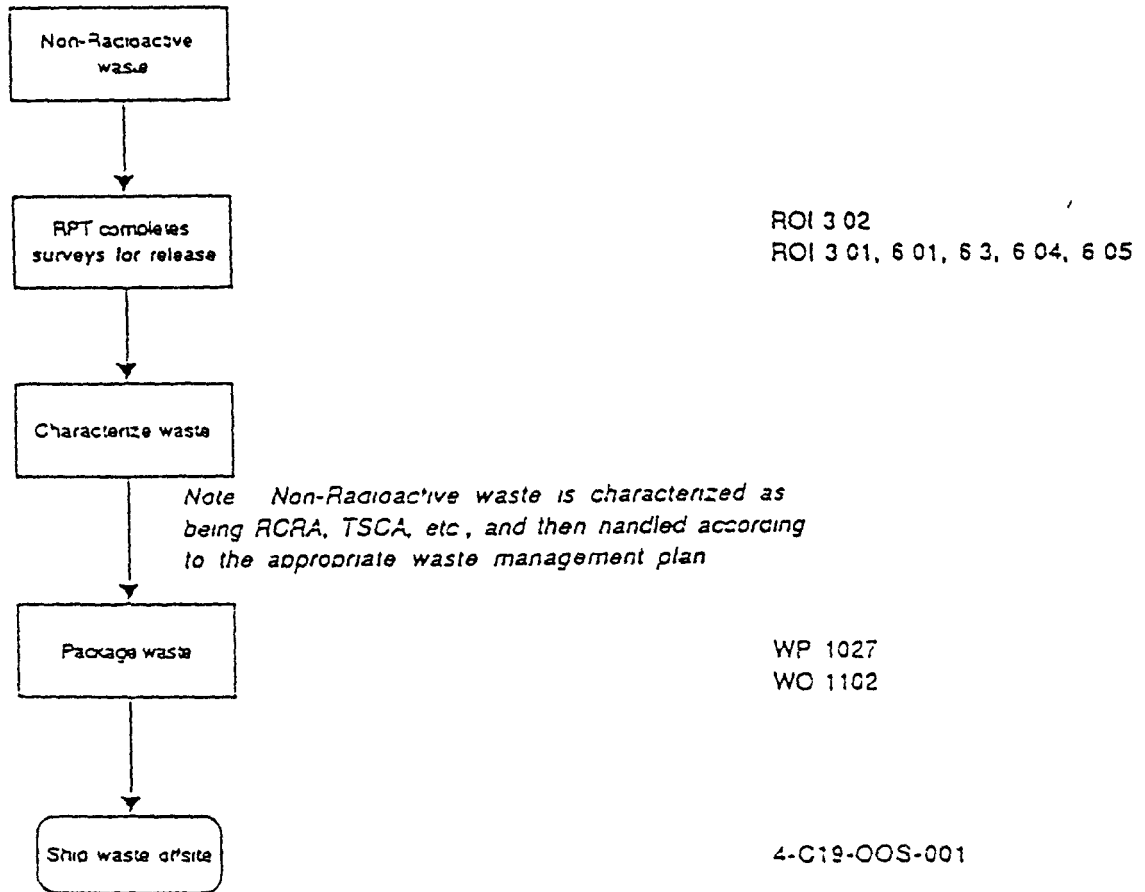 Non-Radioactive
waste
RPT completes
surveys for release
ROI 3 02
ROI 3 01, 6 01, 6 3, 6 04, 6 05
Characterize waste
Note Non-Radioactive waste is characterized as
being RCRA, TSCA, etc , and then handled according
to the appropriate waste management plan
Package waste
WP 1027
WO 1102
Ship waste offsite
4-C19-OOS-001